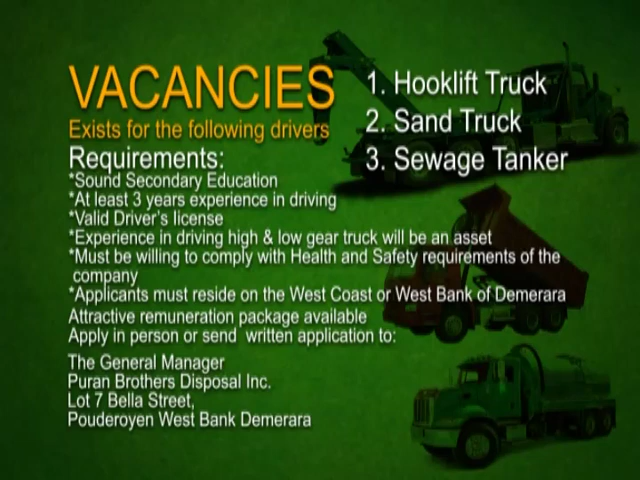 VACANCIES
Exists for the following drivers
1. Hooklift Truck
2. Sand Truck
3. Sewage Tanker
Requirements:
*Sound Secondary Education
*At least 3 years experience in driving
*Valid Driver's license
*Experience in driving high & low gear truck will be an asset
*Must be willing to comply with Health and Safety requirements of the
company
*Applicants must reside on the West Coast or West Bank of Demerara
Attractive remuneration package available
Apply in person or send written application to:
The General Manager
Puran Brothers Disposal Inc.
Lot 7 Bella Street,
Pouderoyen West Bank Demerara